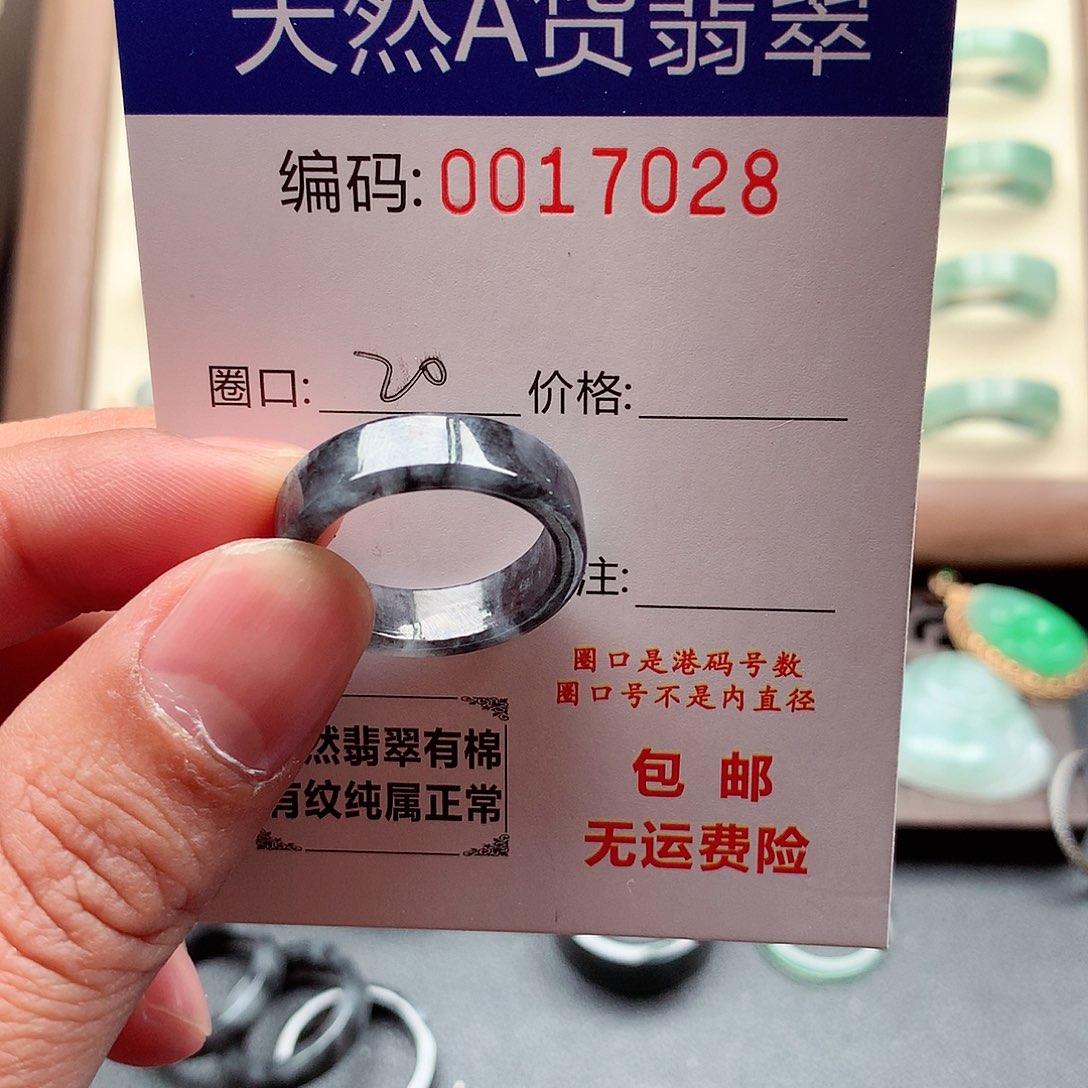 天然A货翡翠
编码:0017028
圈口: 20 价格:
注:
圈口是港码号数
圈口号不是内直径
然翡翠有棉
有纹纯属正常
包 邮
无运费险